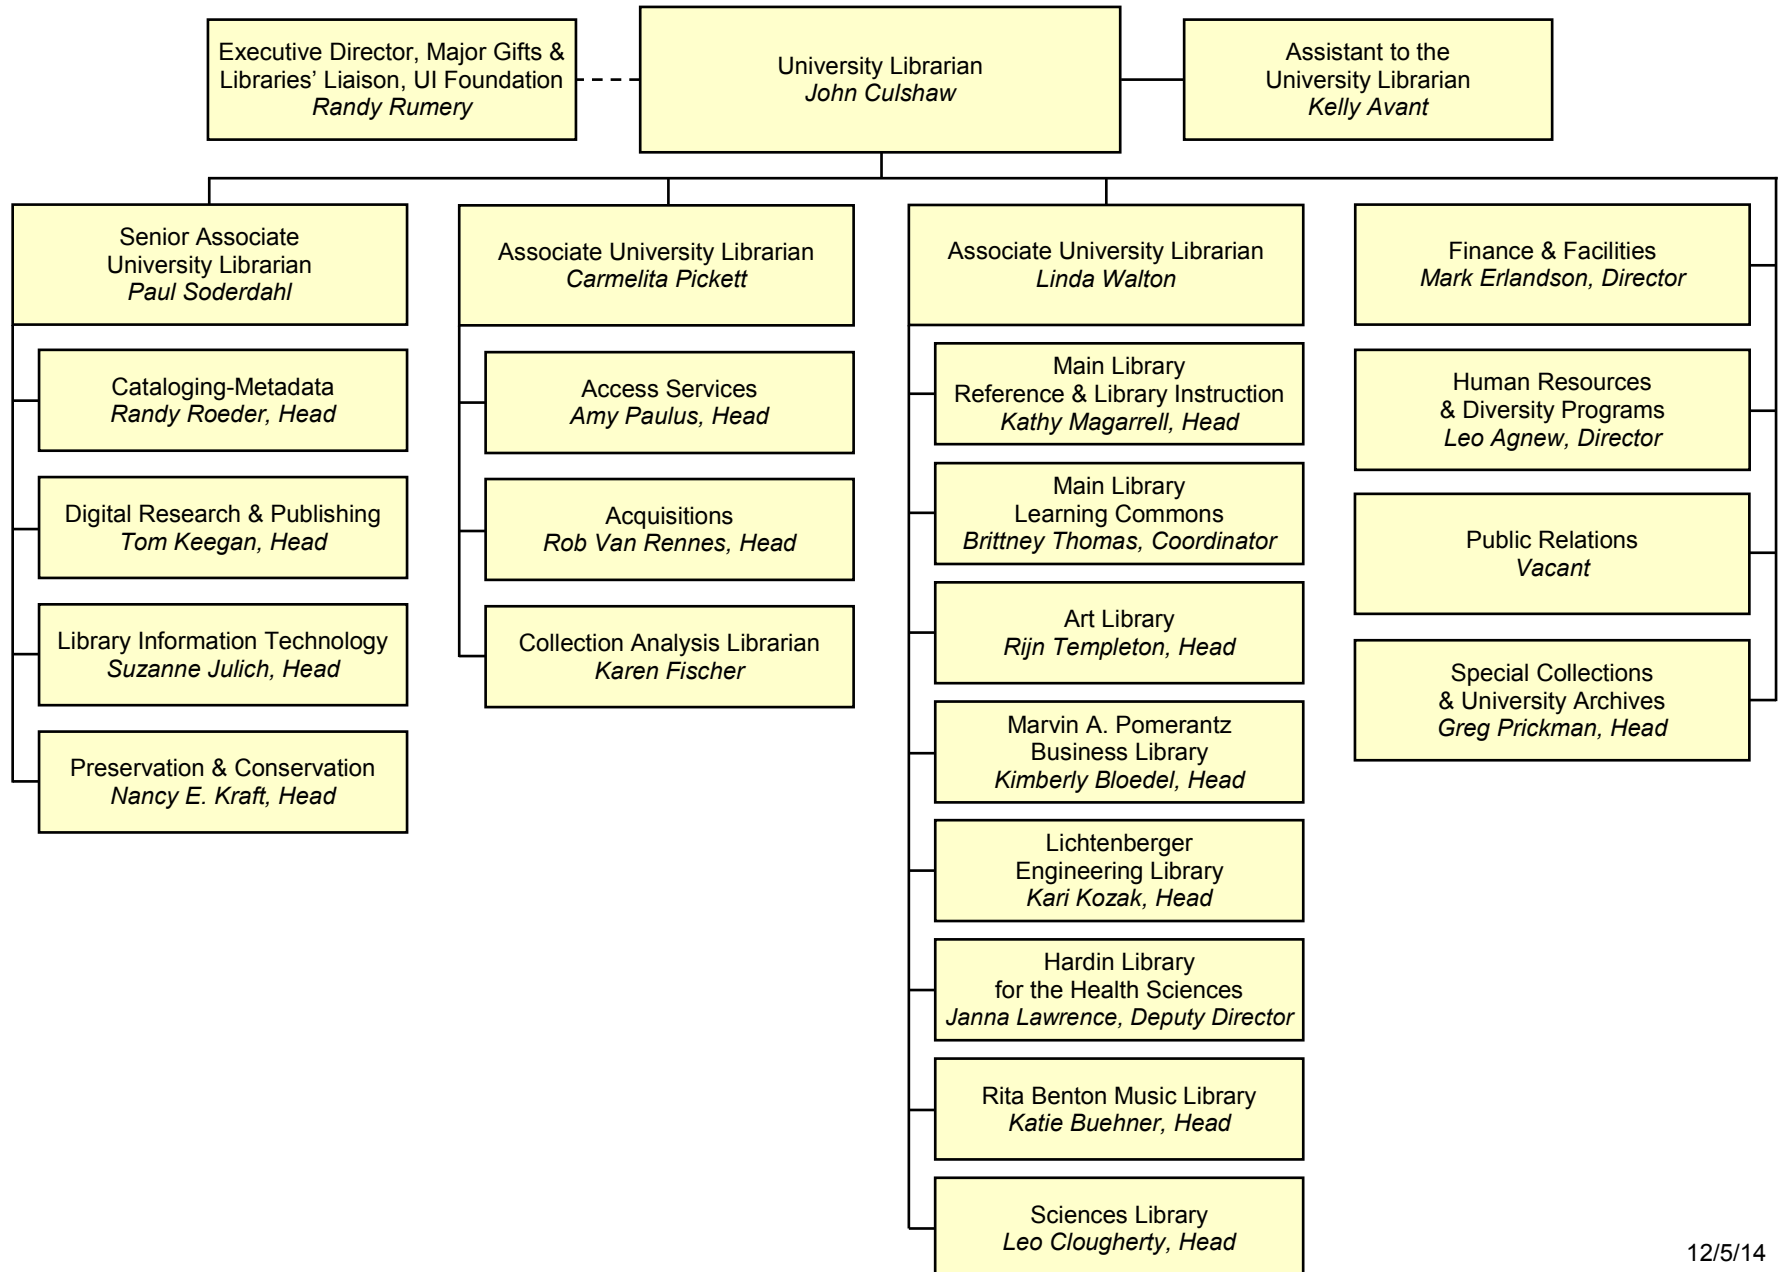 Executive Director, Major Gifts &
Libraries’ Liaison, UI Foundation
Randy Rumery
University Librarian
John Culshaw
Assistant to the
University Librarian
Kelly Avant
Senior Associate
University Librarian
Paul Soderdahl
Cataloging-Metadata
Randy Roeder, Head
Digital Research & Publishing
Tom Keegan, Head
Library Information Technology
Suzanne Julich, Head
Preservation & Conservation
Nancy E. Kraft, Head
Associate University Librarian
Carmelita Pickett
Access Services
Amy Paulus, Head
Acquisitions
Rob Van Rennes, Head
Collection Analysis Librarian
Karen Fischer
Associate University Librarian
Linda Walton
Main Library
Reference & Library Instruction
Kathy Magarrell, Head
Main Library
Learning Commons
Brittney Thomas, Coordinator
Art Library
Rijn Templeton, Head
Marvin A. Pomerantz
Business Library
Kimberly Bloedel, Head
Lichtenberger
Engineering Library
Kari Kozak, Head
Hardin Library
for the Health Sciences
Janna Lawrence, Deputy Director
Rita Benton Music Library
Katie Buehner, Head
Sciences Library
Leo Clougherty, Head
Finance & Facilities
Mark Erlandson, Director
Human Resources
& Diversity Programs
Leo Agnew, Director
Public Relations
Vacant
Special Collections
& University Archives
Greg Prickman, Head
12/5/14